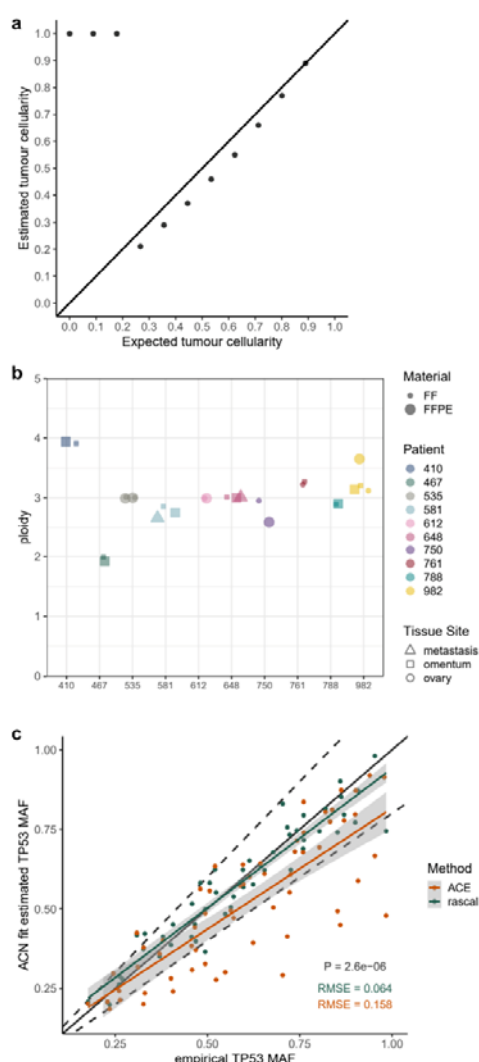 a
1.0
0.9
0.8
0.7
0.6
0.5
0.4
0.3
0.2
0.1
0.0
Estimated tumour cellularity
0.0 0.1 0.2 0.3 0.4 0.5 0.6 0.7 0.8 0.9 1.0
Expected tumour cellularity
b
5
4
3
2
1
0
ploidy
410 467 535 581 612 648 750 761 788 982
Material
FF
FFPE
Patient
410
467
535
581
612
648
750
761
788
982
Tissue Site
metastasis
omentum
ovary
c
1.00
0.75
0.50
0.25
ACN fit estimated TP53 MAF
P = 2.6e−06
RMSE = 0.064
RMSE = 0.158
0.25 0.50 0.75 1.00
empirical TP53 MAF
Method
ACE
rascal